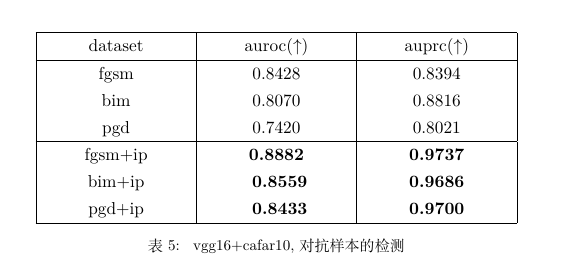 dataset auroc(↑) auprc(↑)
fgsm 0.8428 0.8394
bim 0.8070 0.8816
pgd 0.7420 0.8021
fgsm+ip 0.8882 0.9737
bim+ip 0.8559 0.9686
pgd+ip 0.8433 0.9700
表 5: vgg16+cafar10, 对抗样本的检测